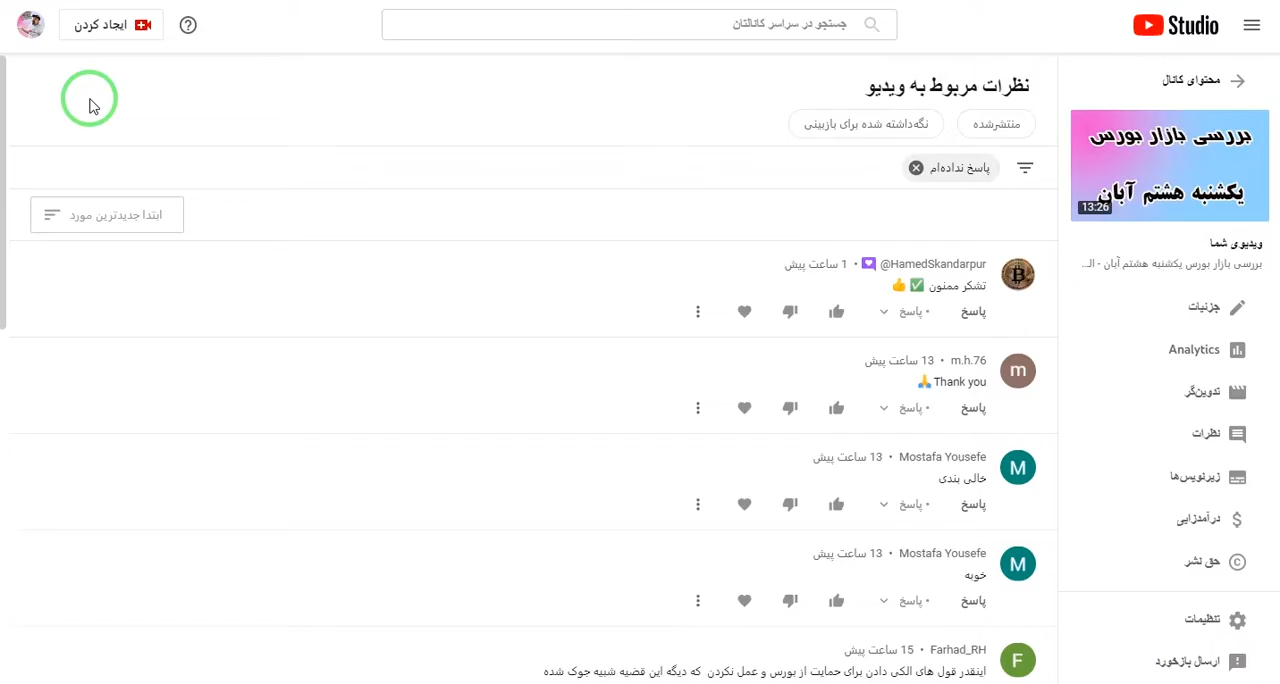 ایجاد کردن
جستجو در سراسر کانالتان
Studio
نظرات مربوط به ویدیو
منتشرشده
نگه‌داشته شده برای بازبینی
پاسخ نداده‌ام
ابتدا جدیدترین مورد
@HamedSkandarpur • 1 ساعت پیش
تشکر ممنون ✅ 👍
پاسخ
• پاسخ
m.h.76 • 13 ساعت پیش
Thank you 🙏
پاسخ
• پاسخ
Mostafa Yousefe • 13 ساعت پیش
خالی بندی
پاسخ
• پاسخ
Mostafa Yousefe • 13 ساعت پیش
خوبه
پاسخ
• پاسخ
Farhad_RH • 15 ساعت پیش
اینقدر قول های الکی دادن برای حمایت از بورس و عمل نکردن که دیگه این قضیه شبیه جوک شده
محتوای کانال
بررسی بازار بورس
یکشنبه هشتم آبان
13:26
ویدیوی شما
بررسی بازار بورس یکشنبه هشتم آبان - ال...
جزئیات
Analytics
تدوین‌گر
نظرات
زیرنویس‌ها
درآمدزایی
حق نشر
تنظیمات
ارسال بازخورد